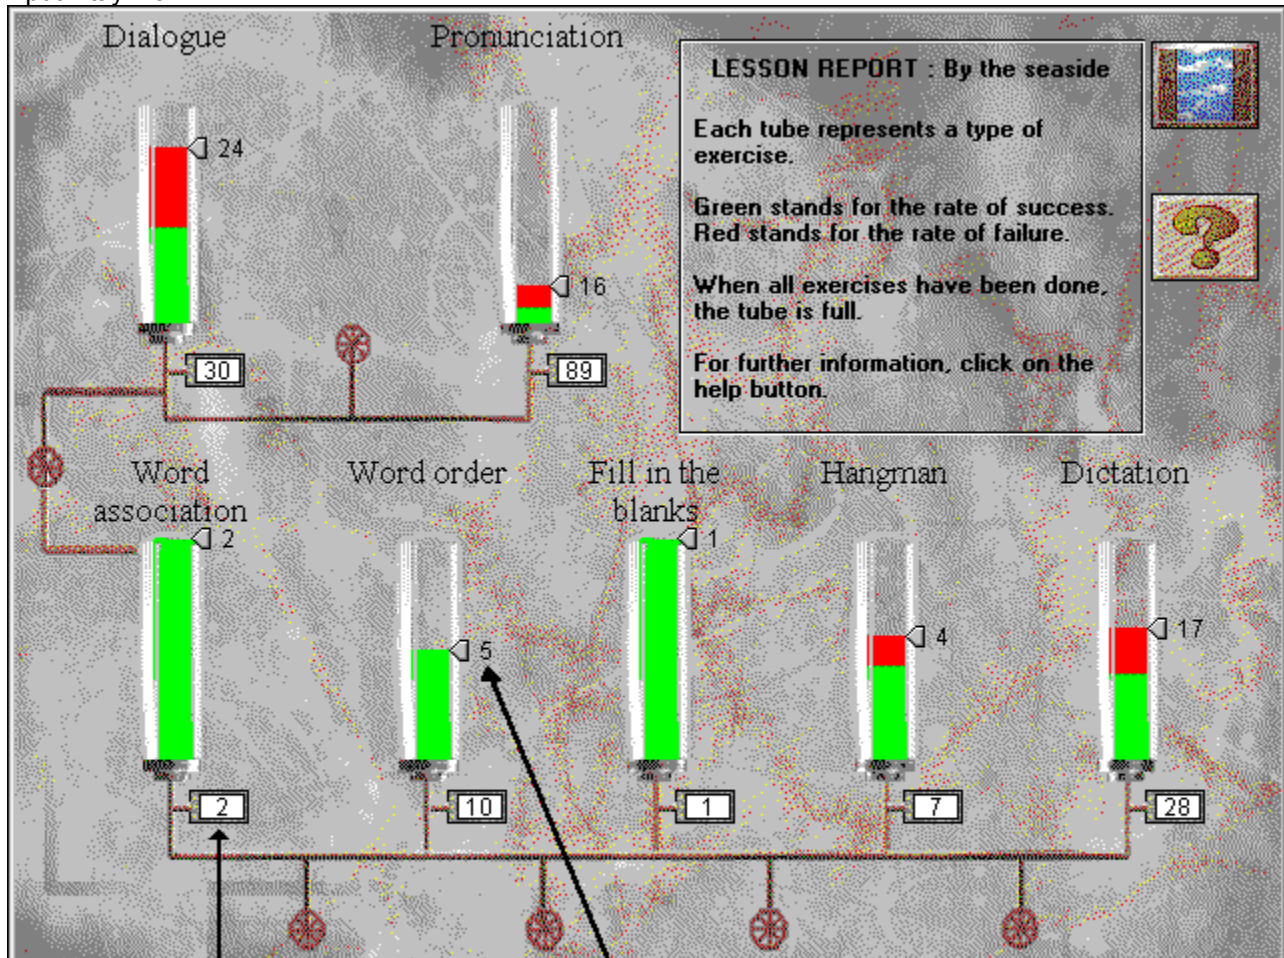 Dialogue
Pronunciation
LESSON REPORT : By the seaside
Each tube represents a type of
exercise.
Green stands for the rate of success.
Red stands for the rate of failure.
When all exercises have been done,
the tube is full.
For further information, click on the
help button.
24
16
30
89
Word
association
Word order
Fill in the
blanks
Hangman
Dictation
2
5
1
4
17
2
10
1
7
28